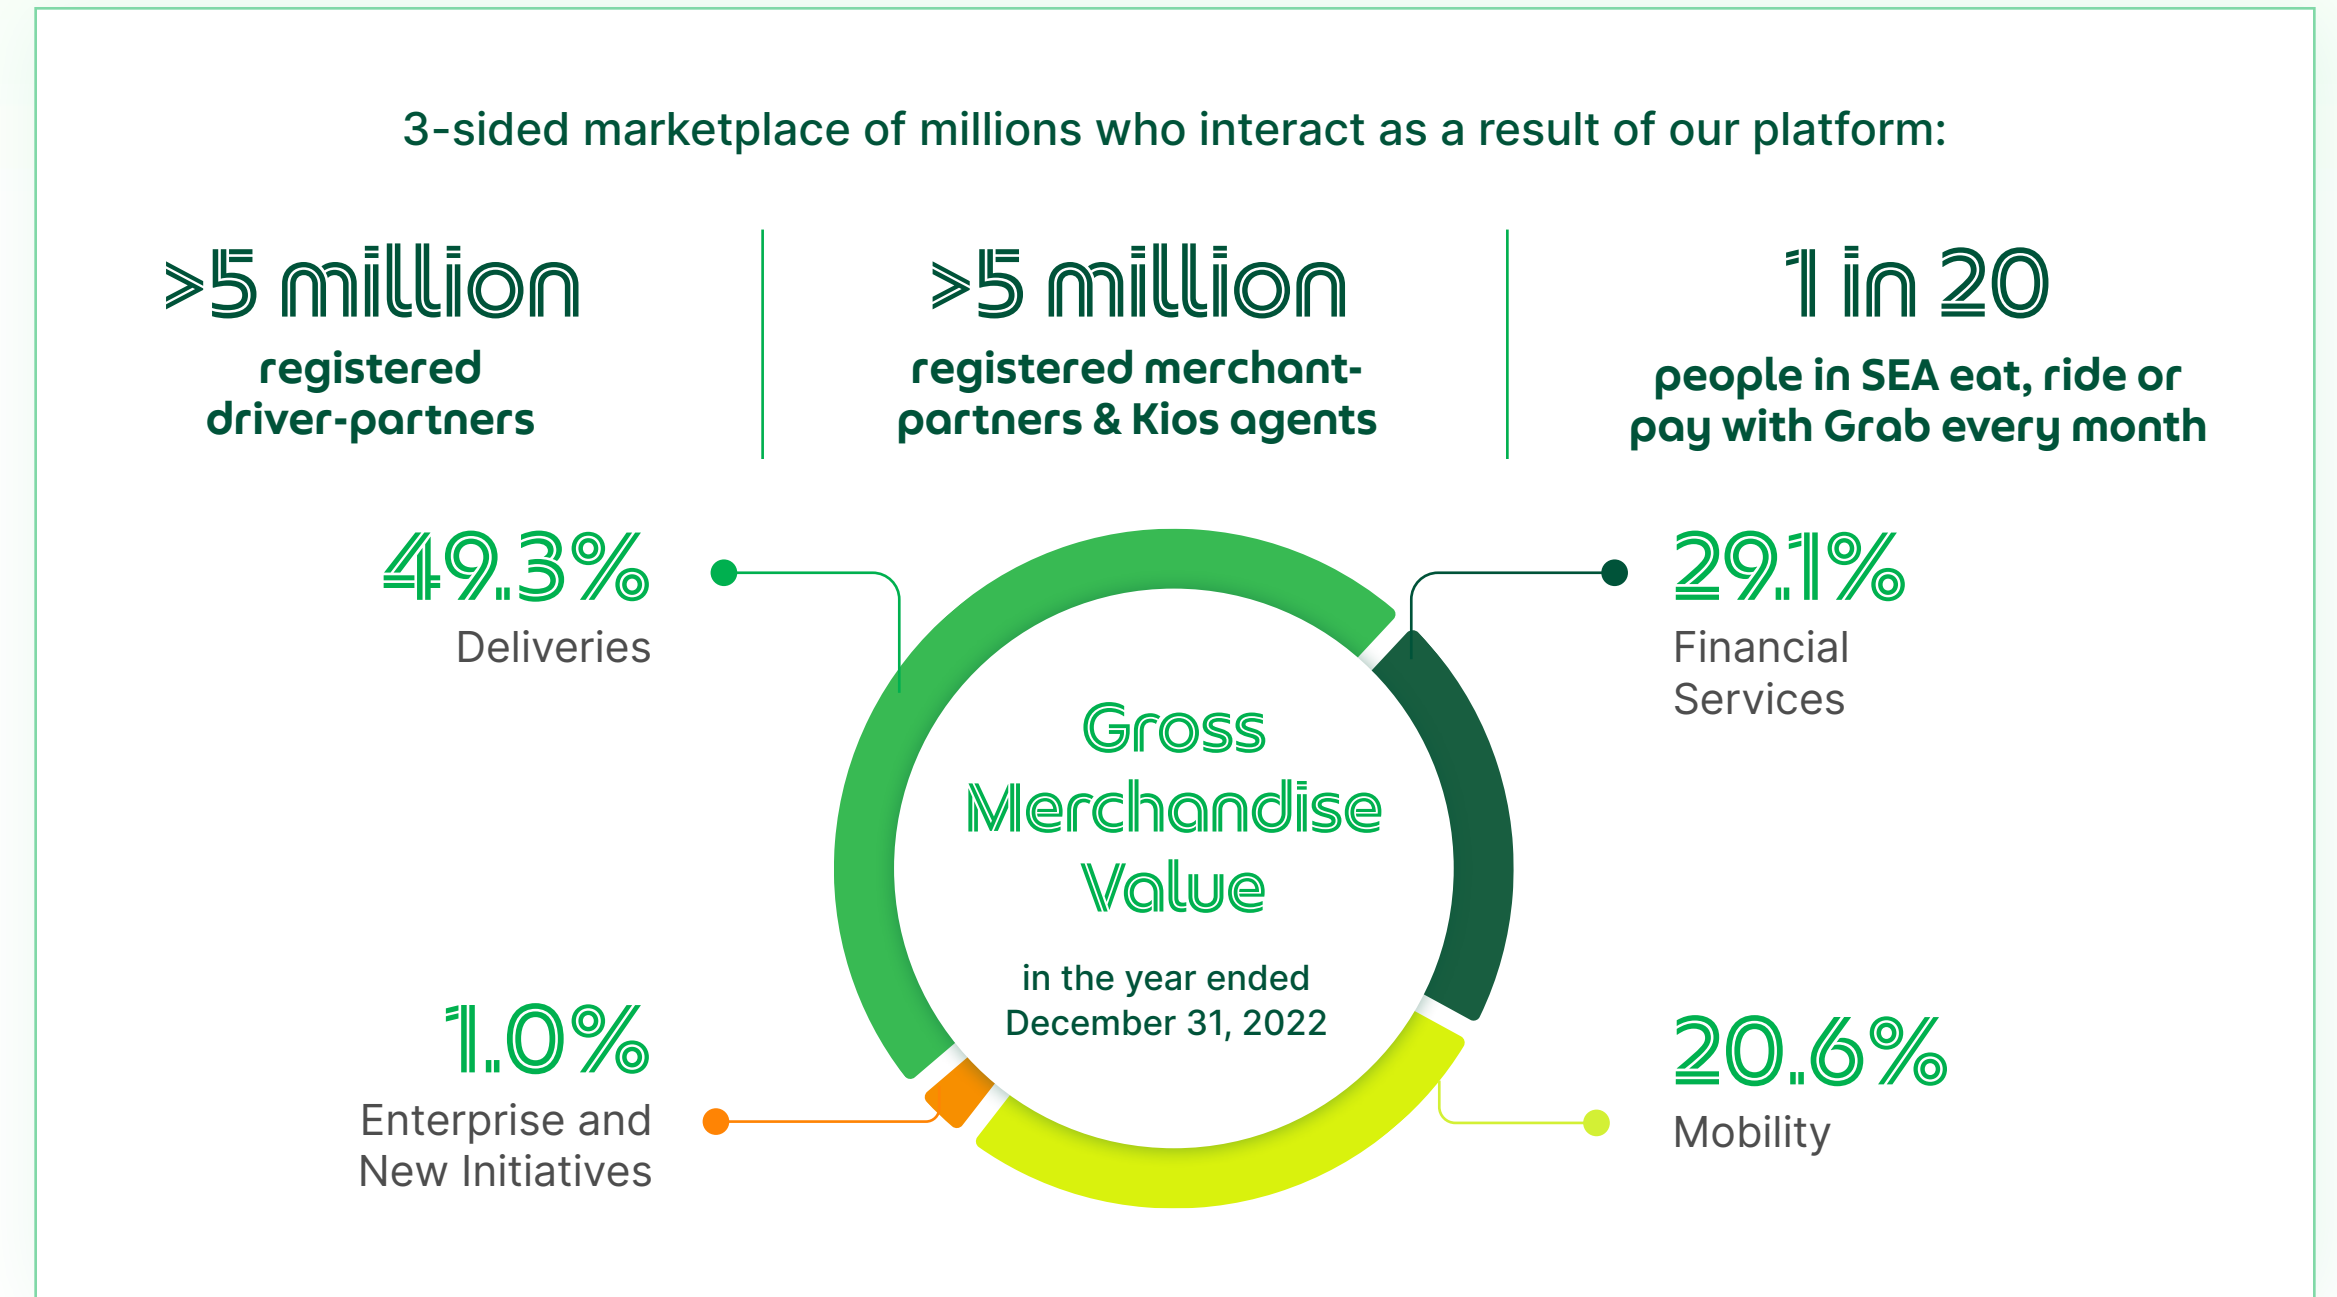 3-sided marketplace of millions who interact as a result of our platform:
>5 million
registered
driver-partners
>5 million
registered merchant-
partners & Kios agents
1 in 20
people in SEA eat, ride or
pay with Grab every month
49.3%
Deliveries
29.1%
Financial
Services
Gross
Merchandise
Value
in the year ended
December 31, 2022
1.0%
Enterprise and
New Initiatives
20.6%
Mobility